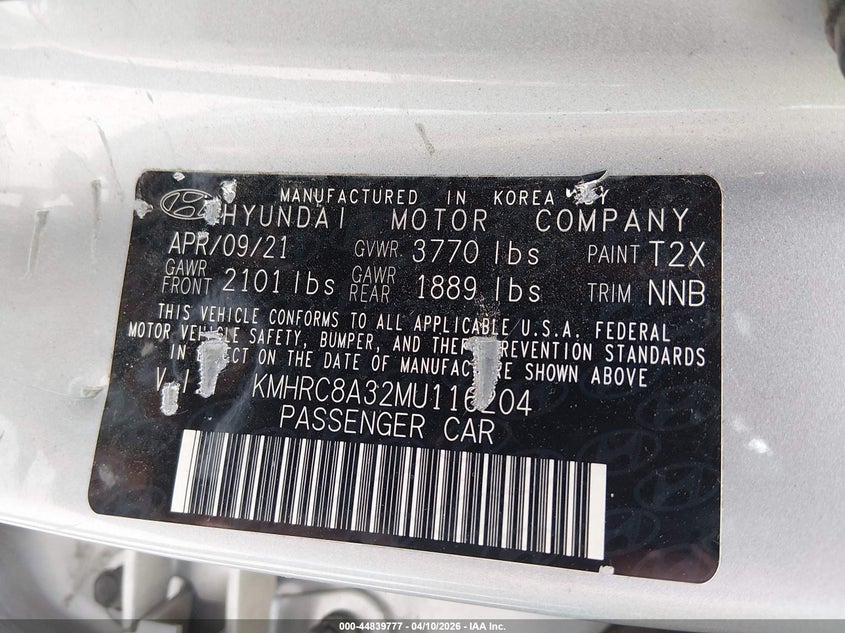 MANUFACTURED IN KOREA
HYUNDAI MOTOR COMPANY
APR/09/21 GVWR 3770 lbs PAINT T2X
GAWR FRONT 2101 lbs GAWR REAR 1889 lbs TRIM NNB
THIS VEHICLE CONFORMS TO ALL APPLICABLE U.S.A. FEDERAL
MOTOR VEHICLE SAFETY, BUMPER, AND THEFT PREVENTION STANDARDS
IN EFFECT ON THE DATE OF MANUFACTURE SHOWN ABOVE
KMHRC8A32MU116204
PASSENGER CAR
000-44839777 - 04/10/2026 - IAA Inc.